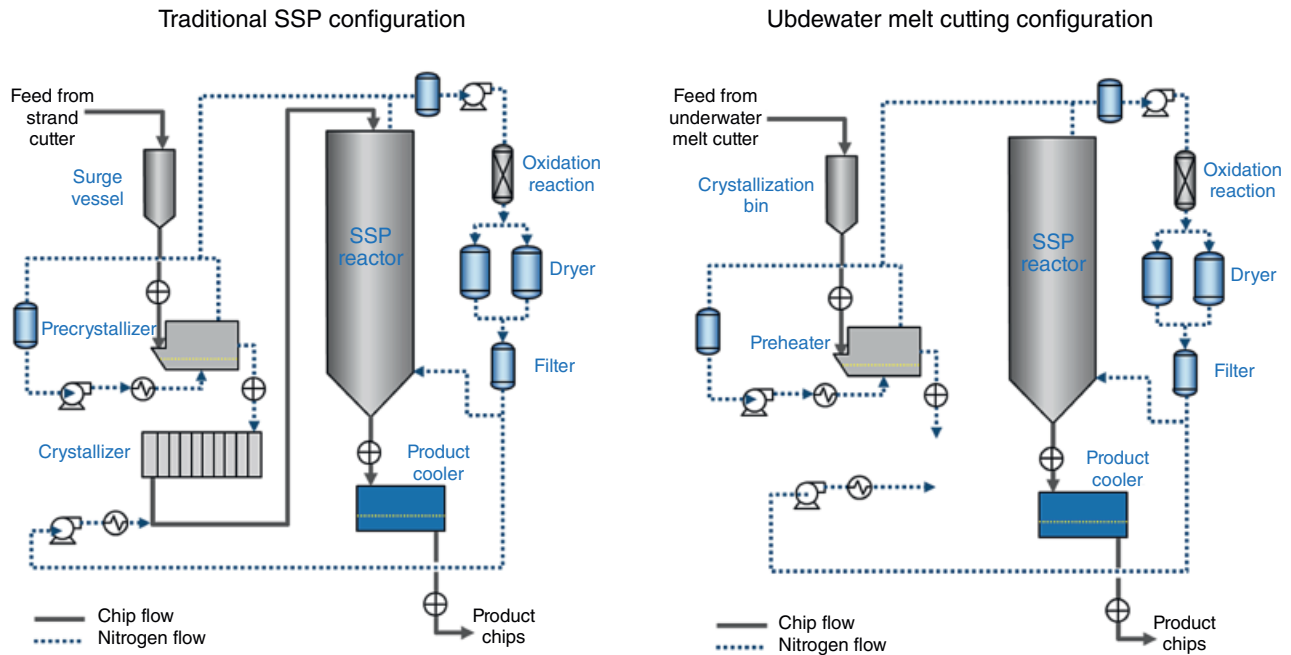 Traditional SSP configuration
Feed from
strand
cutter
Surge
vessel
Oxidation
reaction
SSP
reactor
Dryer
Precrystallizer
Filter
Crystallizer
Product
cooler
Chip flow
Nitrogen flow
Product
chips
Ubdewater melt cutting configuration
Feed from
underwater
melt cutter
Crystallization
bin
Oxidation
reaction
SSP
reactor
Dryer
Preheater
Filter
Product
cooler
Chip flow
Nitrogen flow
Product
chips